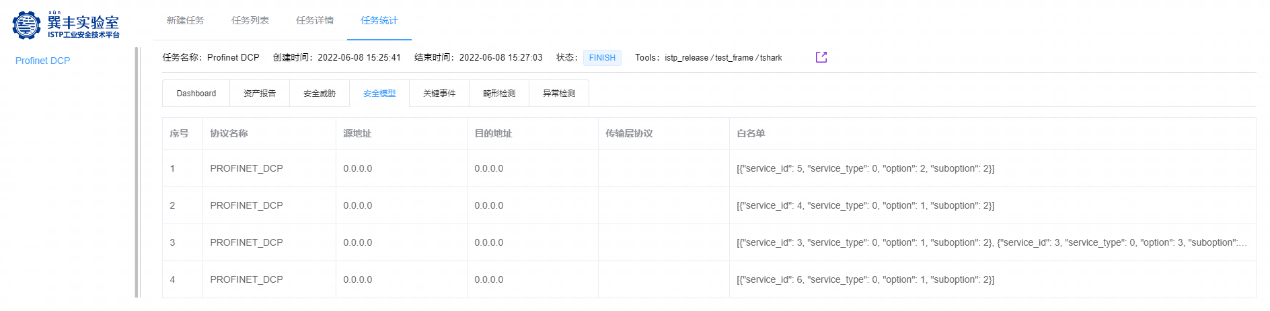 xùn
巽丰实验室
ISTP工业安全技术平台
新建任务 任务列表 任务详情 任务统计
Profinet DCP
任务名称：Profinet DCP 创建时间：2022-06-08 15:25:41 结束时间：2022-06-08 15:27:03 状态： FINISH Tools：istp_release / test_frame / tshark
Dashboard 资产报告 安全威胁 安全模型 关键事件 畸形检测 异常检测
序号 协议名称 源地址 目的地址 传输层协议 白名单
1 PROFINET_DCP 0.0.0.0 0.0.0.0 [{"service_id": 5, "service_type": 0, "option": 2, "suboption": 2}]
2 PROFINET_DCP 0.0.0.0 0.0.0.0 [{"service_id": 4, "service_type": 0, "option": 1, "suboption": 2}]
3 PROFINET_DCP 0.0.0.0 0.0.0.0 [{"service_id": 3, "service_type": 0, "option": 1, "suboption": 2}, {"service_id": 3, "service_type": 0, "option": 3, "suboption":...
4 PROFINET_DCP 0.0.0.0 0.0.0.0 [{"service_id": 6, "service_type": 0, "option": 1, "suboption": 2}]